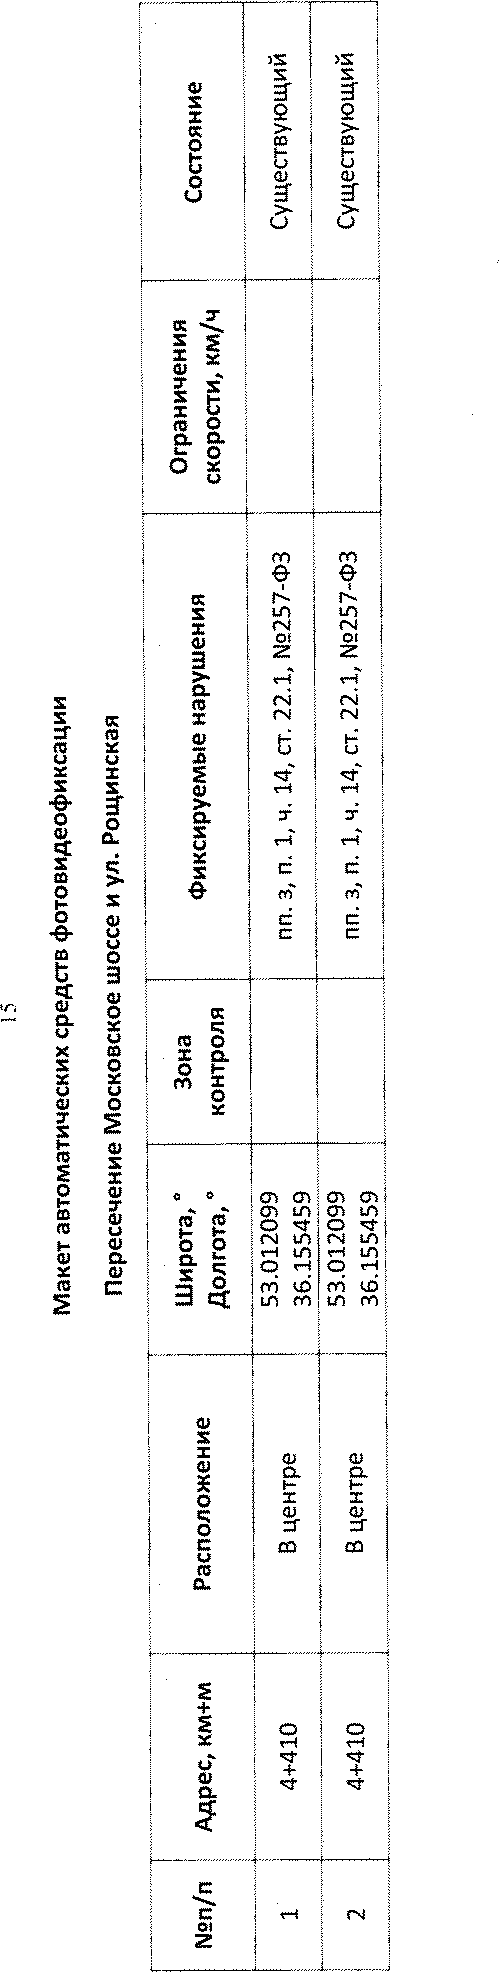 15
Макет автоматических средств фотовидеофиксации
Пересечение Московское шоссе и ул. Рощинская
№п/п Адрес, км+м Расположение Широта, ° Долгота, ° Зона контроля Фиксируемые нарушения Ограничения скорости, км/ч Состояние
1 4+410 В центре 53.012099 36.155459 пп. 3, п. 1, ч. 14, ст. 22.1, №257-ФЗ Существующий
2 4+410 В центре 53.012099 36.155459 пп. 3, п. 1, ч. 14, ст. 22.1, №257-ФЗ Существующий